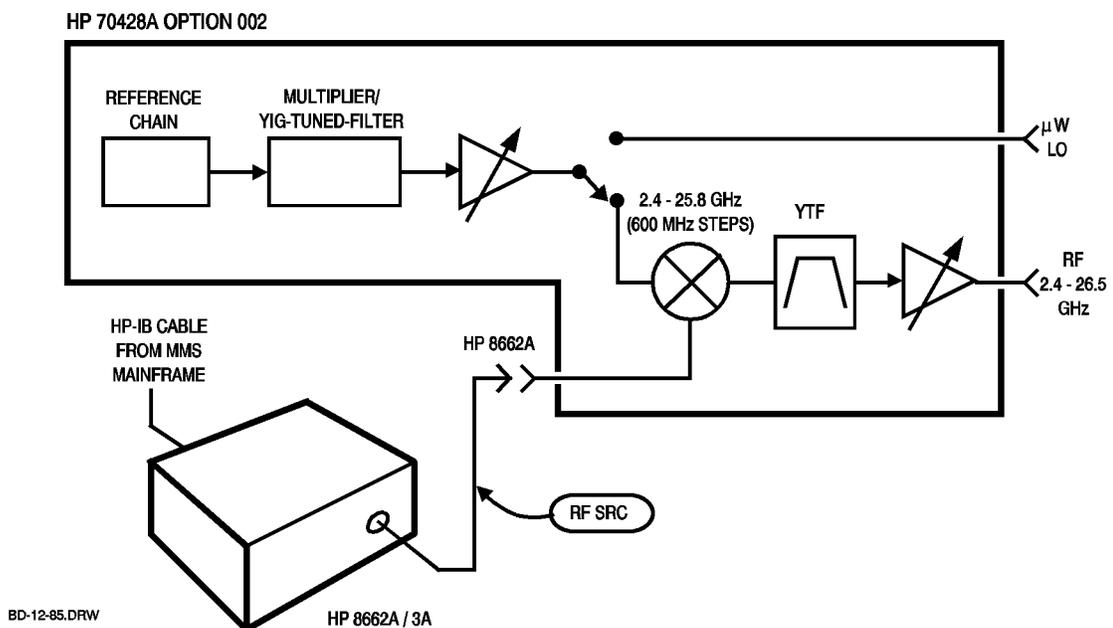 HP 70428A OPTION 002
REFERENCE
CHAIN
MULTIPLIER/
YIG-TUNED-FILTER
µW
LO
2.4 - 25.8 GHz
(600 MHz STEPS)
YTF
RF
2.4 - 26.5
GHz
HP-IB CABLE
FROM MMS
MAINFRAME
HP 8662A
RF SRC
BD-12-85.DRW
HP 8662A / 3A